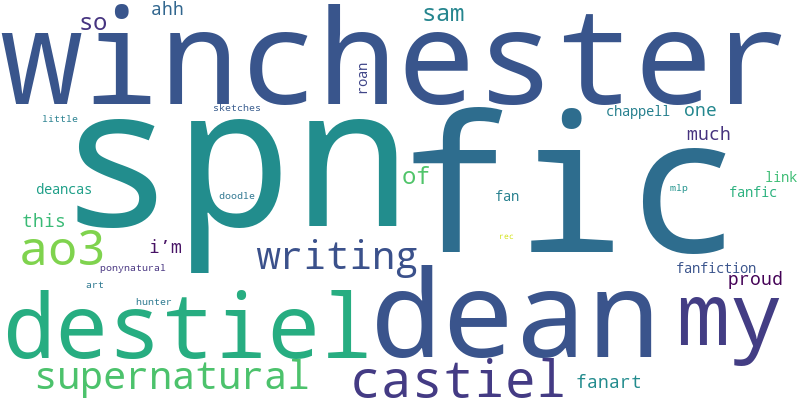 so ahh sam
winchester
roan
little sketches chappell one
spn fic
much
deancas doodle of fan mlp link
fanfic
this
ao3 i'm writing rec
ponynatural fanfiction
art proud
destiel hunter dean my
supernatural castiel fanart